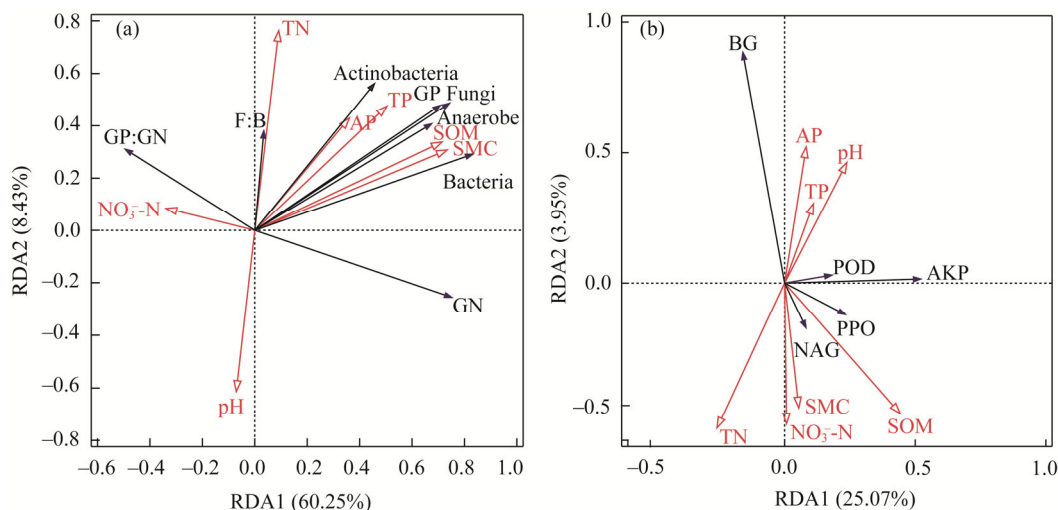 (a)
0.8
0.6
0.4
0.2
0.0
−0.2
−0.4
−0.6
−0.8
RDA2 (8.43%)
TN
Actinobacteria
TP
GP Fungi
F:B
AP
Anaerobe
GP:GN
SOM
SMC
Bacteria
NO₃⁻-N
GN
pH
−0.6 −0.4 −0.2 0.0 0.2 0.4 0.6 0.8 1.0
RDA1 (60.25%)
(b)
1.0
0.5
0.0
−0.5
RDA2 (3.95%)
BG
AP
pH
TP
POD
AKP
PPO
NAG
SMC
TN
NO₃⁻-N
SOM
−0.5 0.0 0.5 1.0
RDA1 (25.07%)